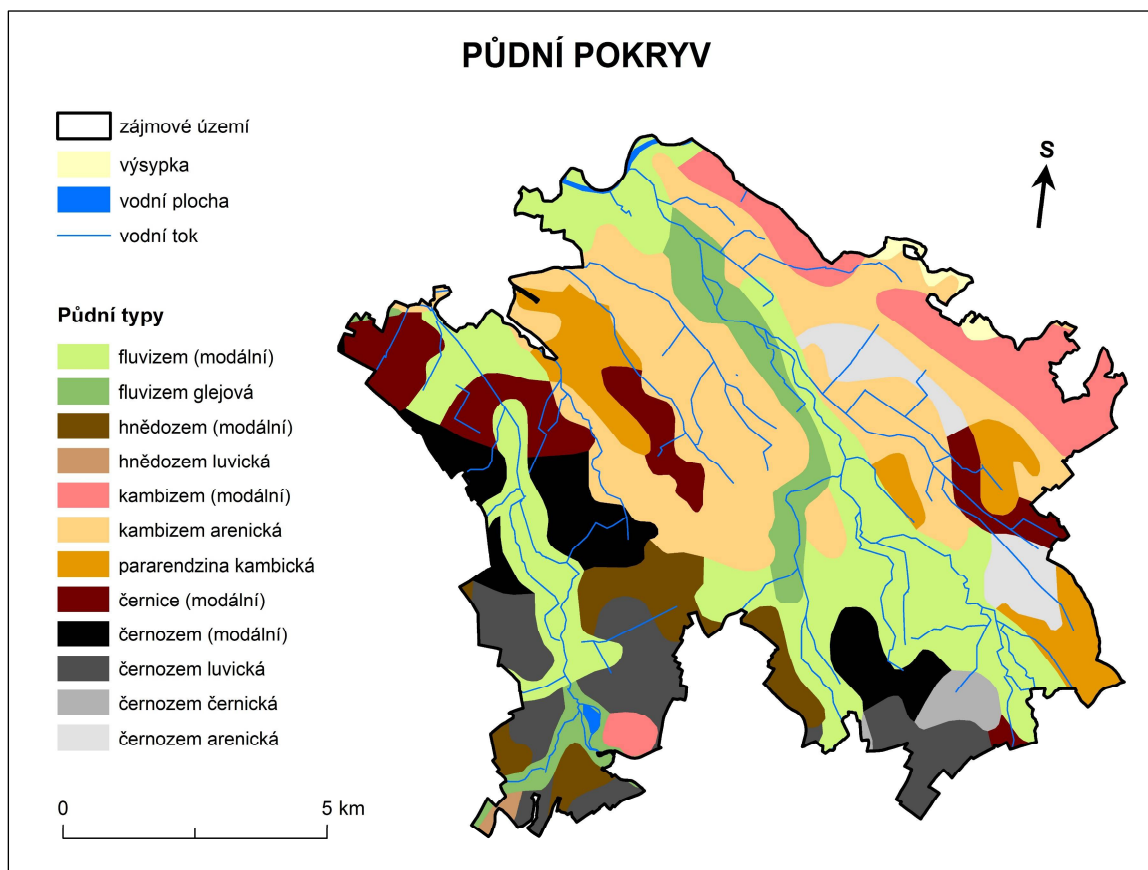 PŮDNÍ POKRYV
zájmové území
výsypka
vodní plocha
vodní tok
S
Půdní typy
fluvizem (modální)
fluvizem glejová
hnědozem (modální)
hnědozem luvická
kambizem (modální)
kambizem arenická
pararendzina kambická
černice (modální)
černozem (modální)
černozem luvická
černozem černická
černozem arenická
0 5 km